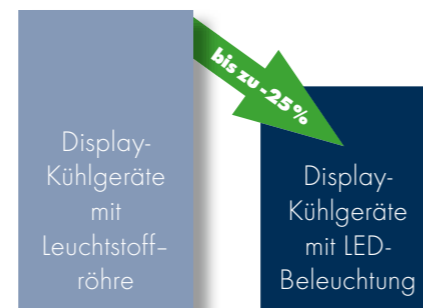 bis zu -25%
Display-
Kühlgeräte
mit
Leuchtstoff-
röhre
Display-
Kühlgeräte
mit LED-
Beleuchtung